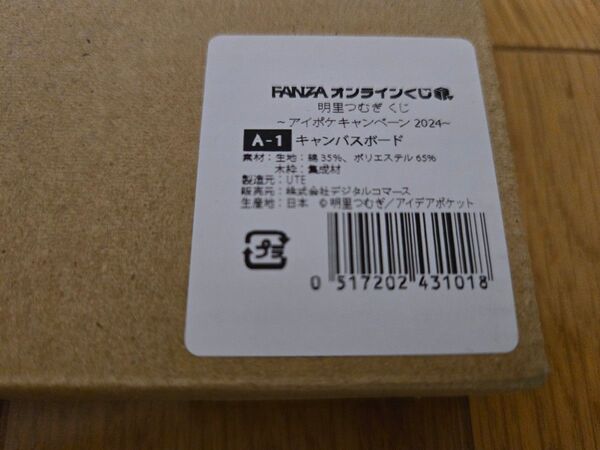 FANZA オンラインくじ
明里つむぎ くじ
~アイポケキャンペーン 2024~
A-1 キャンバスボード
素材：生地：綿 35%、ポリエステル 65%
木枠：集成材
製造元：UTE
販売元：株式会社デジタルコマース
生産地：日本 ©明里つむぎ／アイデアポケット
プラ
0 517202 431018